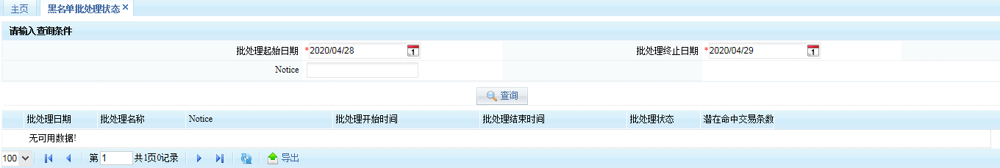 主页 黑名单批处理状态
请输入查询条件
批处理起始日期 *2020/04/28 批处理终止日期 *2020/04/29
Notice
查询
批处理日期 批处理名称 Notice 批处理开始时间 批处理结束时间 批处理状态 潜在命中交易条数
无可用数据!
100 第 1 共1页0记录 导出